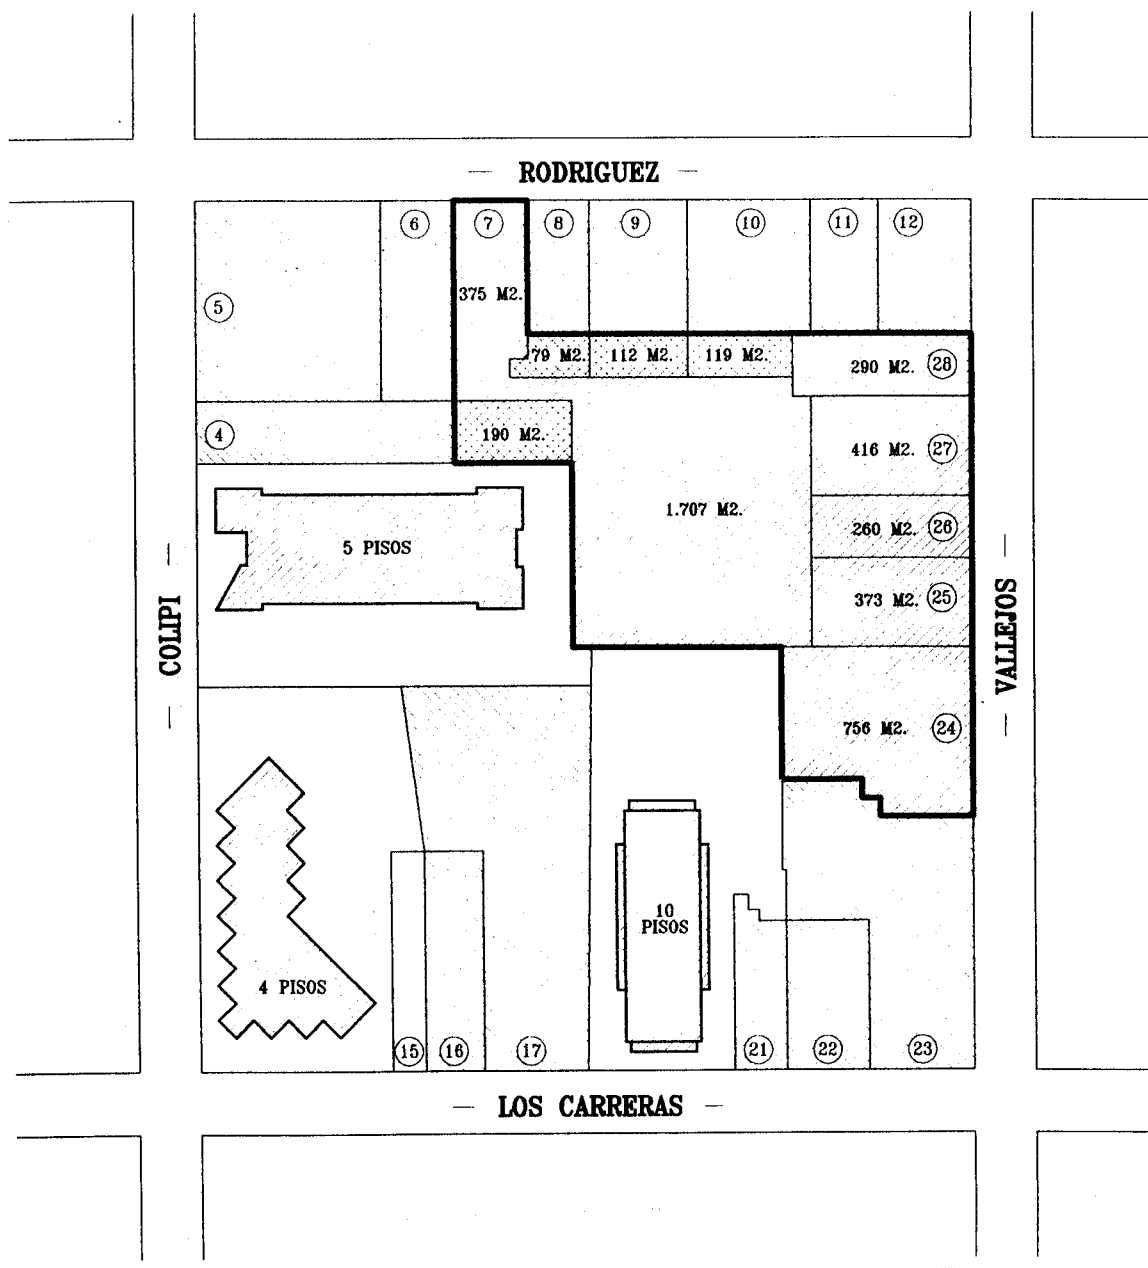 — RODRIGUEZ —
6
7
8
9
10
11
12
5
375 M2.
79 M2.
112 M2.
119 M2.
290 M2.
28
4
190 M2.
416 M2.
27
1.707 M2.
260 M2.
26
5 PISOS
373 M2.
25
— COLIPI —
— VALLEJOS —
756 M2.
24
10
PISOS
4 PISOS
15
16
17
21
22
23
— LOS CARRERAS —